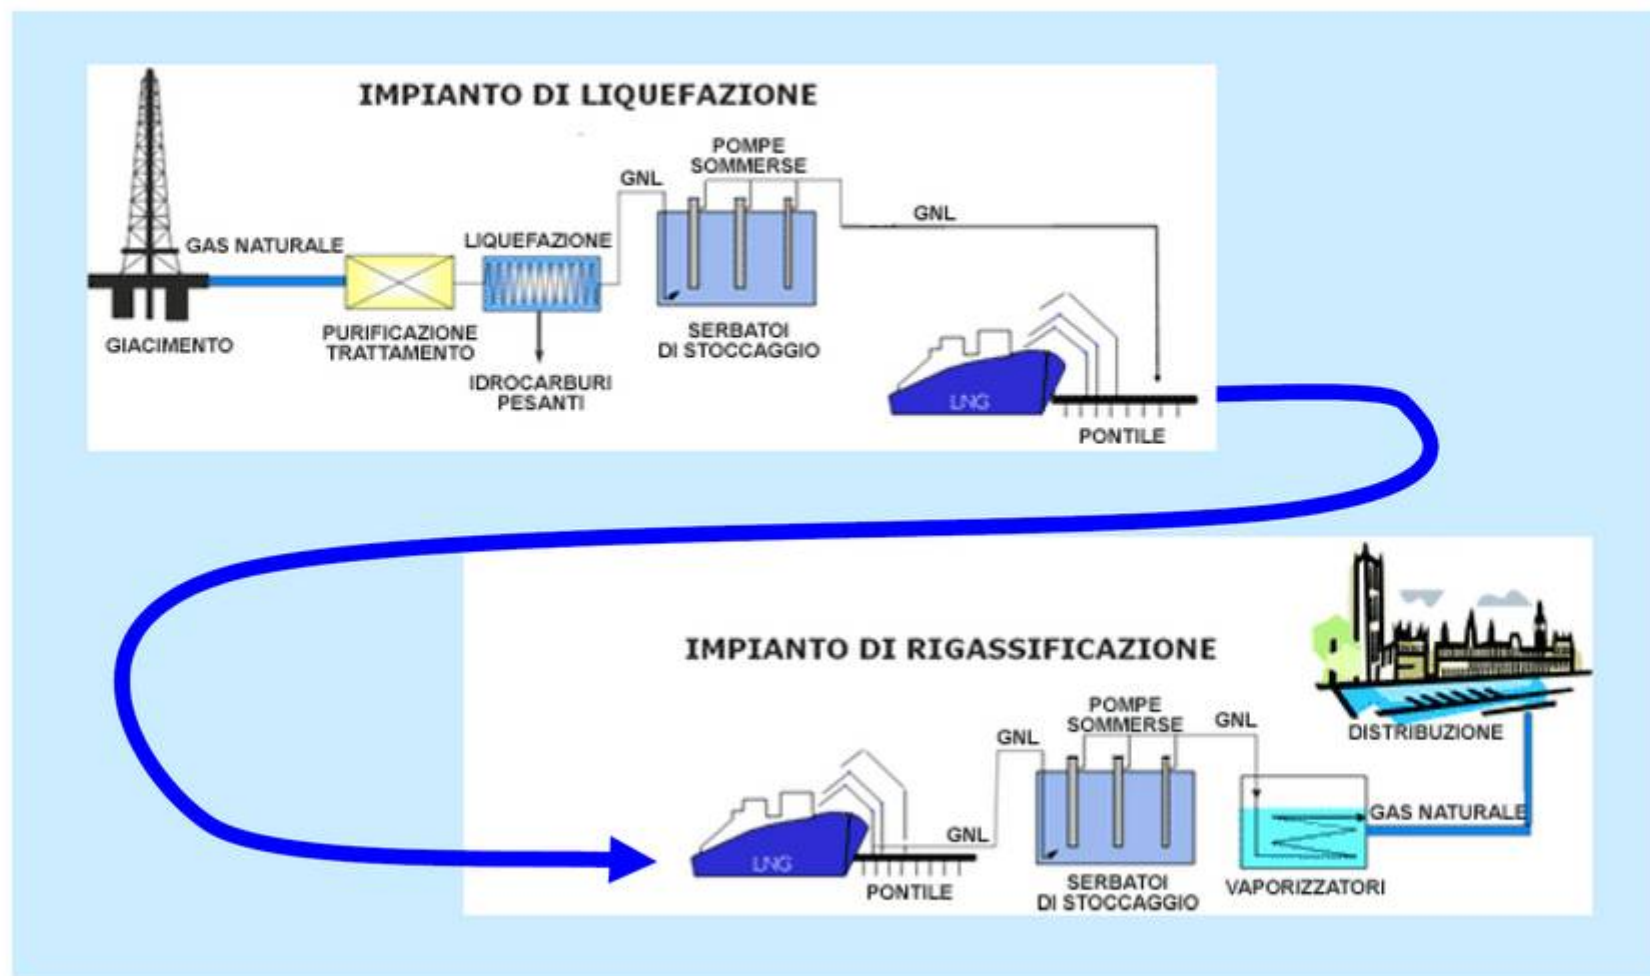 IMPIANTO DI LIQUEFAZIONE
POMPE
SOMMERSE
GNL
GNL
GAS NATURALE
LIQUEFAZIONE
GIACIMENTO
PURIFICAZIONE
TRATTAMENTO
SERBATOI
DI STOCCAGGIO
IDROCARBURI
PESANTI
LNG
PONTILE
IMPIANTO DI RIGASSIFICAZIONE
POMPE
SOMMERSE
GNL
GNL
DISTRIBUZIONE
GAS NATURALE
GNL
LNG
PONTILE
SERBATOI
DI STOCCAGGIO
VAPORIZZATORI